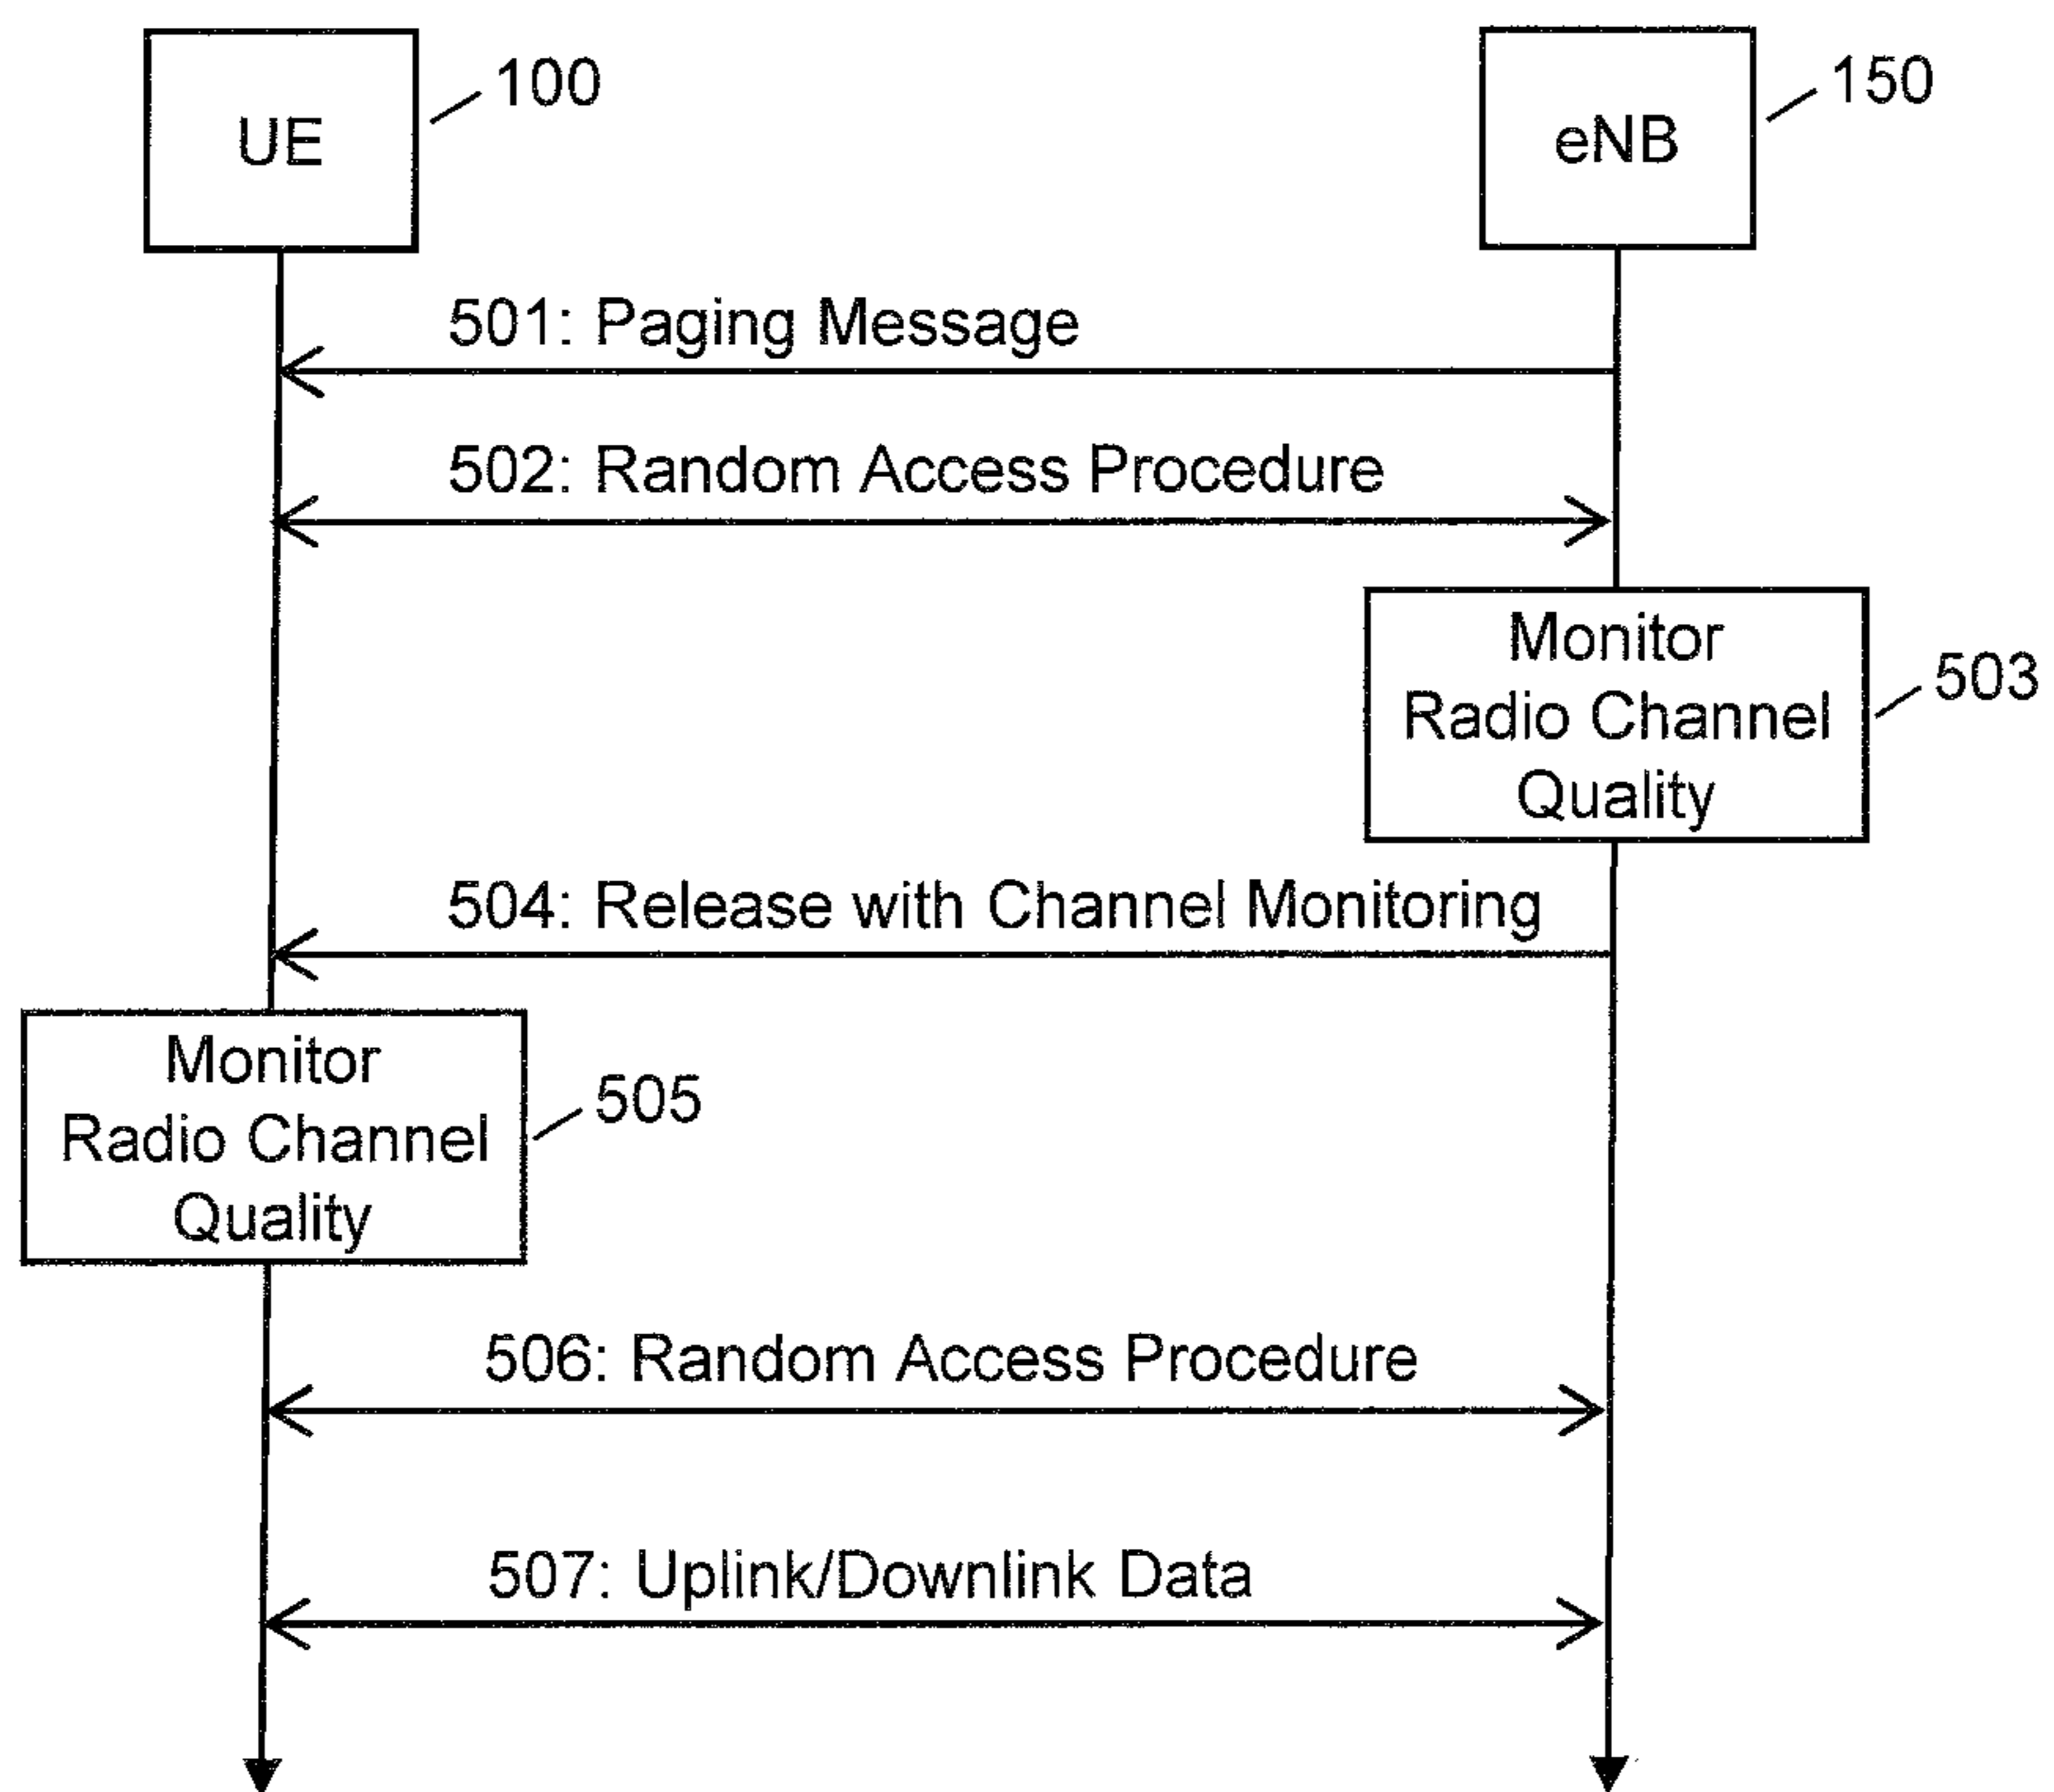 UE
100
eNB
150
501: Paging Message
502: Random Access Procedure
Monitor
Radio Channel
Quality
503
504: Release with Channel Monitoring
Monitor
Radio Channel
Quality
505
506: Random Access Procedure
507: Uplink/Downlink Data